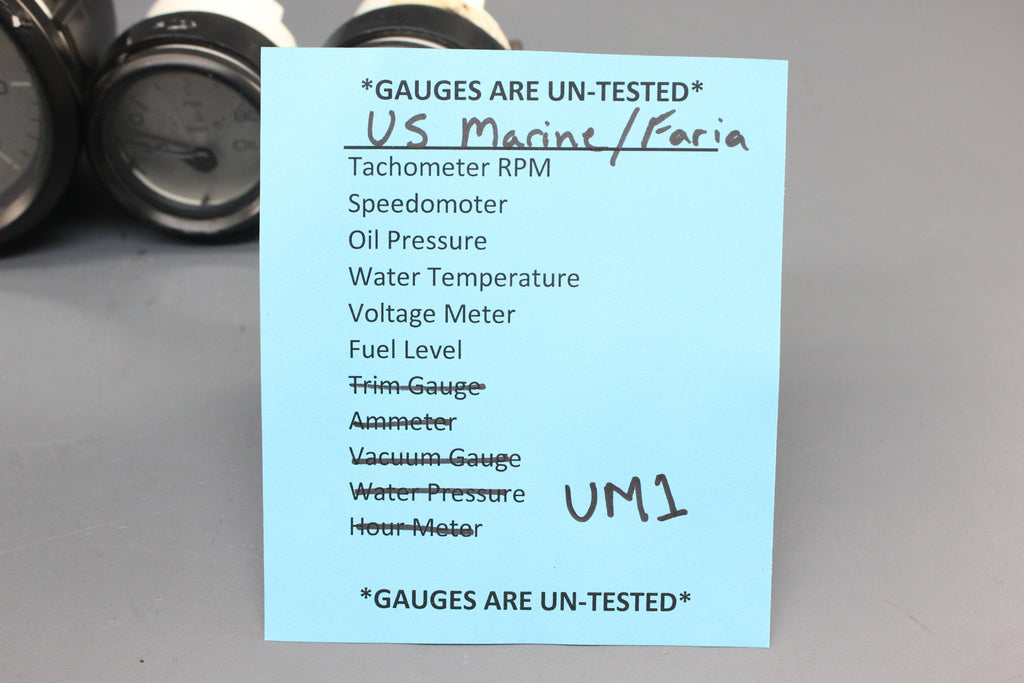 *GAUGES ARE UN-TESTED*
US Marine/Faria
Tachometer RPM
Speedomoter
Oil Pressure
Water Temperature
Voltage Meter
Fuel Level
Trim Gauge
Ammeter
Vacuum Gauge
Water Pressure
Hour Meter
UM1
*GAUGES ARE UN-TESTED*